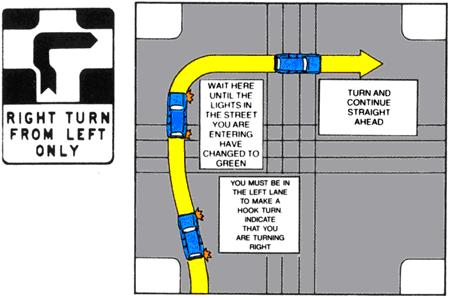 RIGHT TURN
FROM LEFT
ONLY
WAIT HERE
UNTIL THE
LIGHTS IN
THE STREET
YOU ARE
ENTERING
HAVE
CHANGED TO
GREEN
TURN AND
CONTINUE
STRAIGHT
AHEAD
YOU MUST BE IN
THE LEFT LANE
TO MAKE A
HOOK TURN.
INDICATE
THAT YOU
ARE TURNING
RIGHT